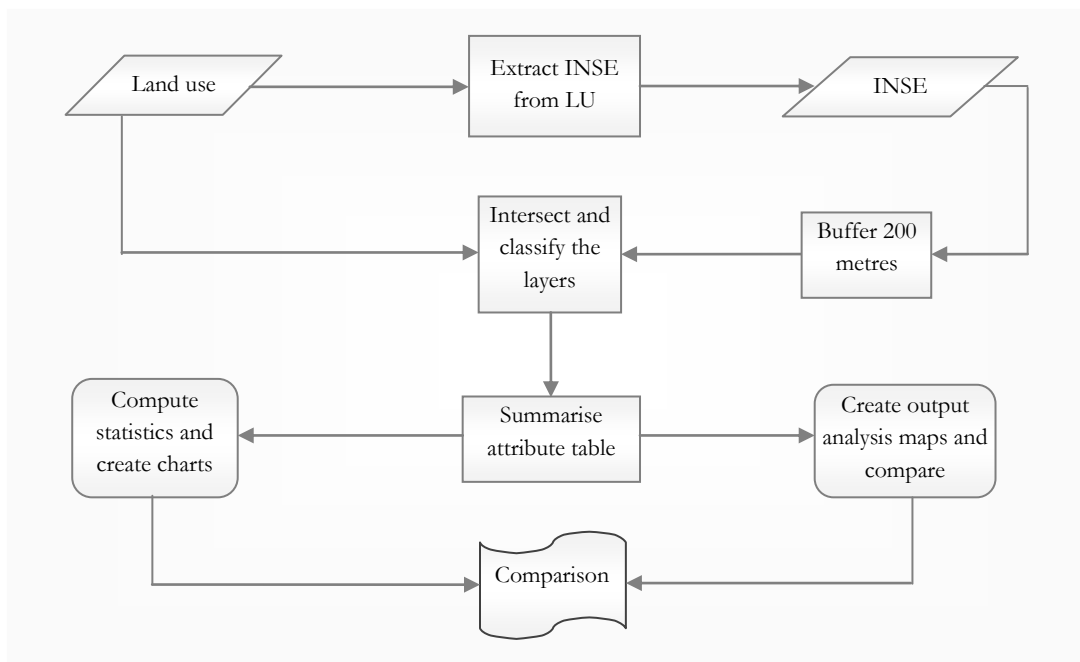 Land use
Extract INSE
from LU
INSE
Intersect and
classify the
layers
Buffer 200
metres
Compute
statistics and
create charts
Summarise
attribute table
Create output
analysis maps and
compare
Comparison